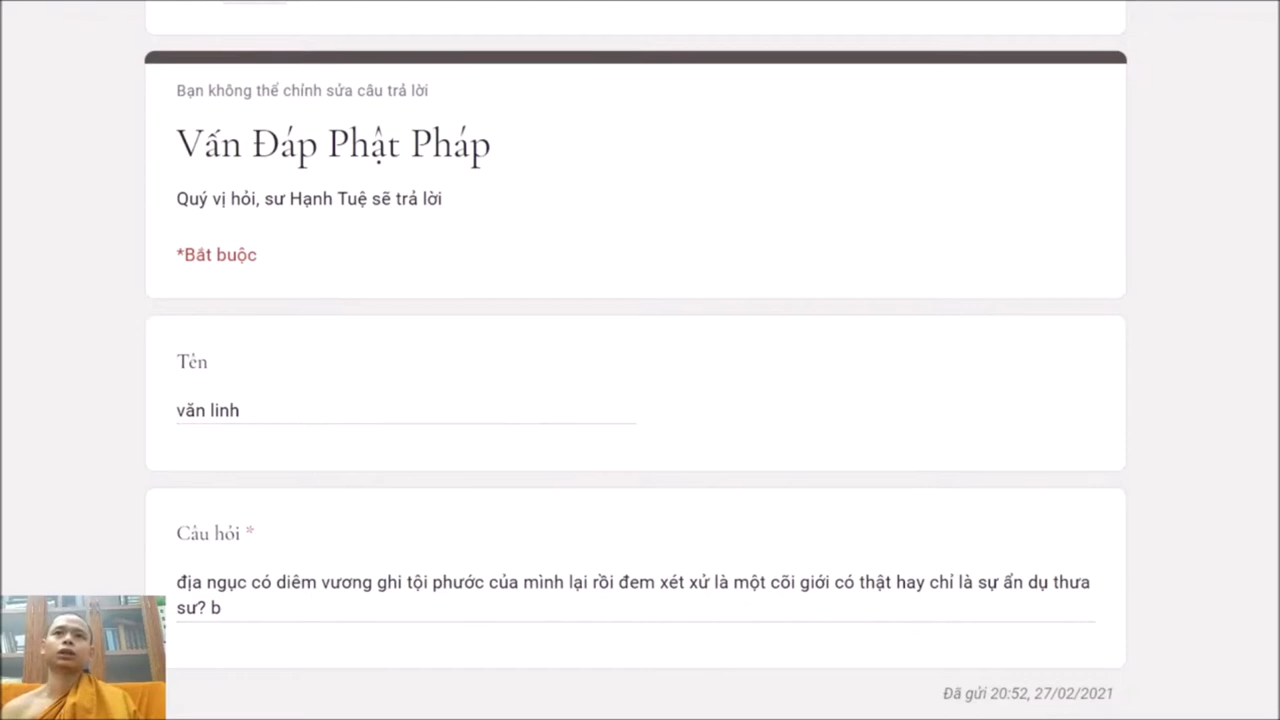 Bạn không thể chỉnh sửa câu trả lời
Vấn Đáp Phật Pháp
Quý vị hỏi, sư Hạnh Tuệ sẽ trả lời
*Bắt buộc
Tên
văn linh
Câu hỏi *
địa ngục có diêm vương ghi tội phước của mình lại rồi đem xét xử là một cõi giới có thật hay chỉ là sự ẩn dụ thưa
sư? b
Đã gửi 20:52, 27/02/2021